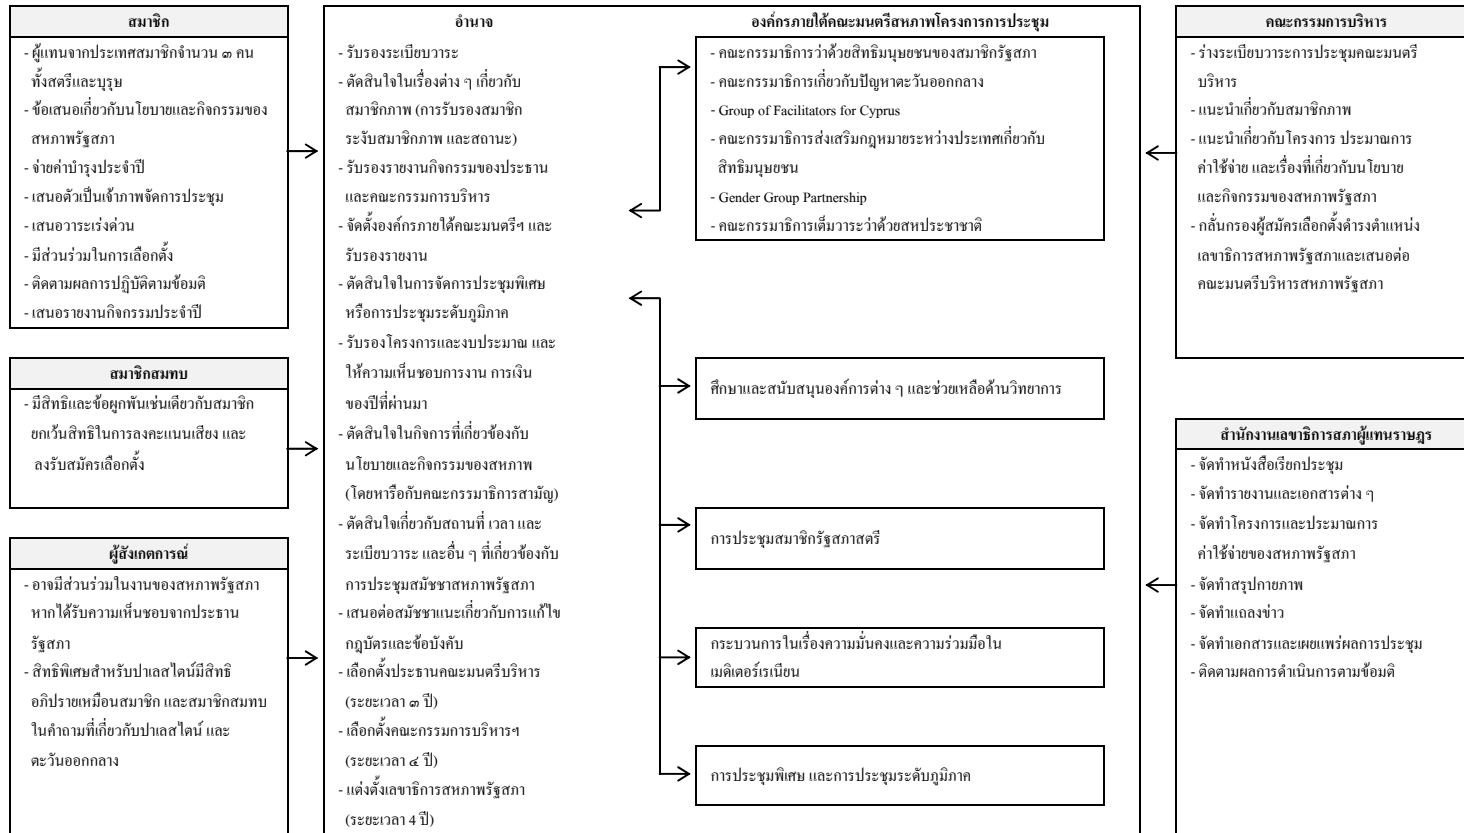 สมาชิก
- ผู้แทนจากประเทศสมาชิกจำนวน ๓ คน
ทั้งสตรีและบุรุษ
- ข้อเสนอเกี่ยวกับนโยบายและกิจกรรมของ
สหภาพรัฐสภา
- จ่ายค่าบำรุงประจำปี
- เสนอตัวเป็นเจ้าภาพจัดการประชุม
- เสนอวาระเร่งด่วน
- มีส่วนร่วมในการเลือกตั้ง
- ติดตามผลการปฏิบัติตามข้อมติ
- เสนอรายงานกิจกรรมประจำปี
สมาชิกสมทบ
- มีสิทธิและข้อผูกพันเช่นเดียวกับสมาชิก
ยกเว้นสิทธิในการลงคะแนนเสียง และ
ลงรับสมัครเลือกตั้ง
ผู้สังเกตการณ์
- อาจมีส่วนร่วมในงานของสหภาพรัฐสภา
หากได้รับความเห็นชอบจากประธาน
รัฐสภา
- สิทธิพิเศษสำหรับปาเลสไตน์มีสิทธิ
อภิปรายเหมือนสมาชิก และสมาชิกสมทบ
ในคำถามที่เกี่ยวกับปาเลสไตน์ และ
ตะวันออกกลาง
อำนาจ
- รับรองระเบียบวาระ
- ตัดสินใจในเรื่องต่าง ๆ เกี่ยวกับ
สมาชิกภาพ (การรับรองสมาชิก
ระงับสมาชิกภาพ และสถานะ)
- รับรองรายงานกิจกรรมของประธาน
และคณะกรรมการบริหาร
- จัดตั้งองค์กรภายใต้คณะมนตรีฯ และ
รับรองรายงาน
- ตัดสินใจในการจัดการประชุมพิเศษ
หรือการประชุมระดับภูมิภาค
- รับรองโครงการและงบประมาณ และ
ให้ความเห็นชอบการงาน การเงิน
ของปีที่ผ่านมา
- ตัดสินใจในกิจการที่เกี่ยวข้องกับ
นโยบายและกิจกรรมของสหภาพ
(โดยหารือกับคณะกรรมาธิการสามัญ)
- ตัดสินใจเกี่ยวกับสถานที่ เวลา และ
ระเบียบวาระ และอื่น ๆ ที่เกี่ยวข้องกับ
การประชุมสมัชชาสหภาพรัฐสภา
- เสนอต่อสมัชชาแนะเกี่ยวกับการแก้ไข
กฎบัตรและข้อบังคับ
- เลือกตั้งประธานคณะมนตรีบริหาร
(ระยะเวลา ๓ ปี)
- เลือกตั้งคณะกรรมการบริหารฯ
(ระยะเวลา ๔ ปี)
- แต่งตั้งเลขาธิการสหภาพรัฐสภา
(ระยะเวลา 4 ปี)
องค์กรภายใต้คณะมนตรีสหภาพโครงการการประชุม
- คณะกรรมาธิการว่าด้วยสิทธิมนุษยชนของสมาชิกรัฐสภา
- คณะกรรมาธิการเกี่ยวกับปัญหาตะวันออกกลาง
- Group of Facilitators for Cyprus
- คณะกรรมาธิการส่งเสริมกฎหมายระหว่างประเทศเกี่ยวกับ
สิทธิมนุษยชน
- Gender Group Partnership
- คณะกรรมาธิการเต็มวาระว่าด้วยสหประชาชาติ
ศึกษาและสนับสนุนองค์การต่าง ๆ และช่วยเหลือด้านวิทยาการ
การประชุมสมาชิกรัฐสภาสตรี
กระบวนการในเรื่องความมั่นคงและความร่วมมือใน
เมดิเตอร์เรเนียน
การประชุมพิเศษ และการประชุมระดับภูมิภาค
คณะกรรมการบริหาร
- ร่างระเบียบวาระการประชุมคณะมนตรี
บริหาร
- แนะนำเกี่ยวกับสมาชิกภาพ
- แนะนำเกี่ยวกับโครงการ ประมาณการ
ค่าใช้จ่าย และเรื่องที่เกี่ยวกับนโยบาย
และกิจกรรมของสหภาพรัฐสภา
- กลั่นกรองผู้สมัครเลือกตั้งดำรงตำแหน่ง
เลขาธิการสหภาพรัฐสภาและเสนอต่อ
คณะมนตรีบริหารสหภาพรัฐสภา
สำนักงานเลขาธิการสภาผู้แทนราษฎร
- จัดทำหนังสือเรียกประชุม
- จัดทำรายงานและเอกสารต่าง ๆ
- จัดทำโครงการและประมาณการ
ค่าใช้จ่ายของสหภาพรัฐสภา
- จัดทำสรุปกายภาพ
- จัดทำแถลงข่าว
- จัดทำเอกสารและเผยแพร่ผลการประชุม
- ติดตามผลการดำเนินการตามข้อมติ